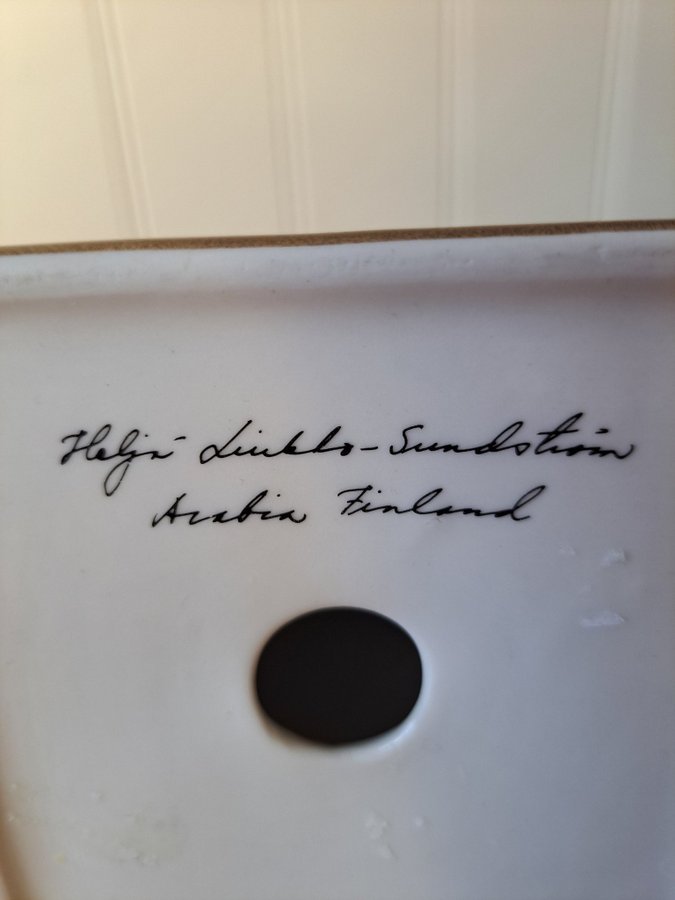 Heljä Liukko-Sundström
Arabia Finland